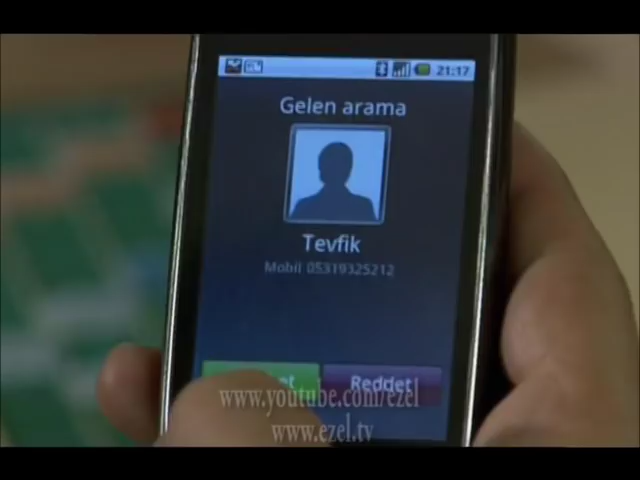 21:17
Gelen arama
Tevfik
Mobil 05319325212
Reddet
www.youtube.com/ezel
www.ezel.tv